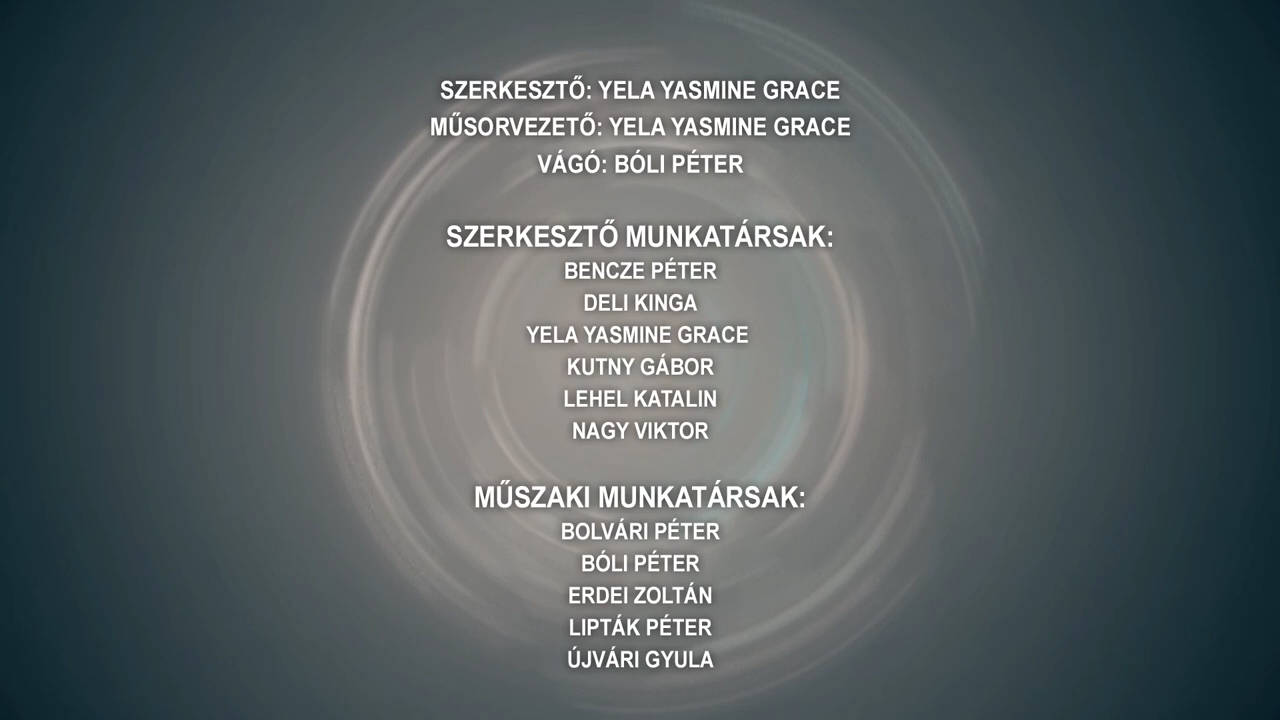 SZERKESZTŐ: YELA YASMINE GRACE
MŰSORVEZETŐ: YELA YASMINE GRACE
VÁGÓ: BÓLI PÉTER
SZERKESZTŐ MUNKATÁRSAK:
BENCZE PÉTER
DELI KINGA
YELA YASMINE GRACE
KUTNY GÁBOR
LEHEL KATALIN
NAGY VIKTOR
MŰSZAKI MUNKATÁRSAK:
BOLVÁRI PÉTER
BÓLI PÉTER
ERDEI ZOLTÁN
LIPTÁK PÉTER
ÚJVÁRI GYULA